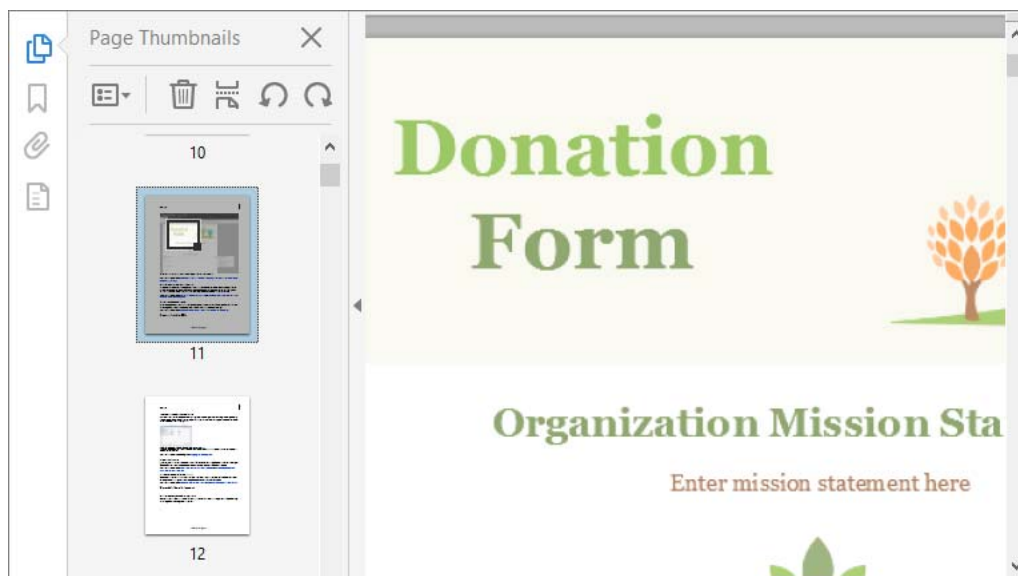 Page Thumbnails
10
11
12
Donation
Form
Organization Mission Sta
Enter mission statement here